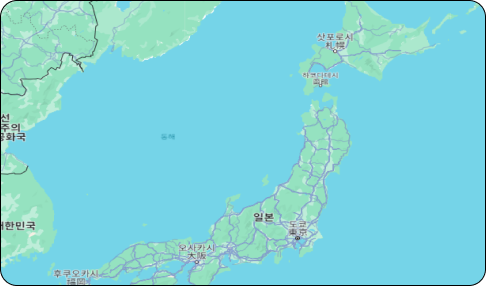 삿포로시
札幌
하코다테시
函館
선
주의
공화국
동해
대한민국
일본
도쿄
東京
오사카시
大阪
후쿠오카시
福岡